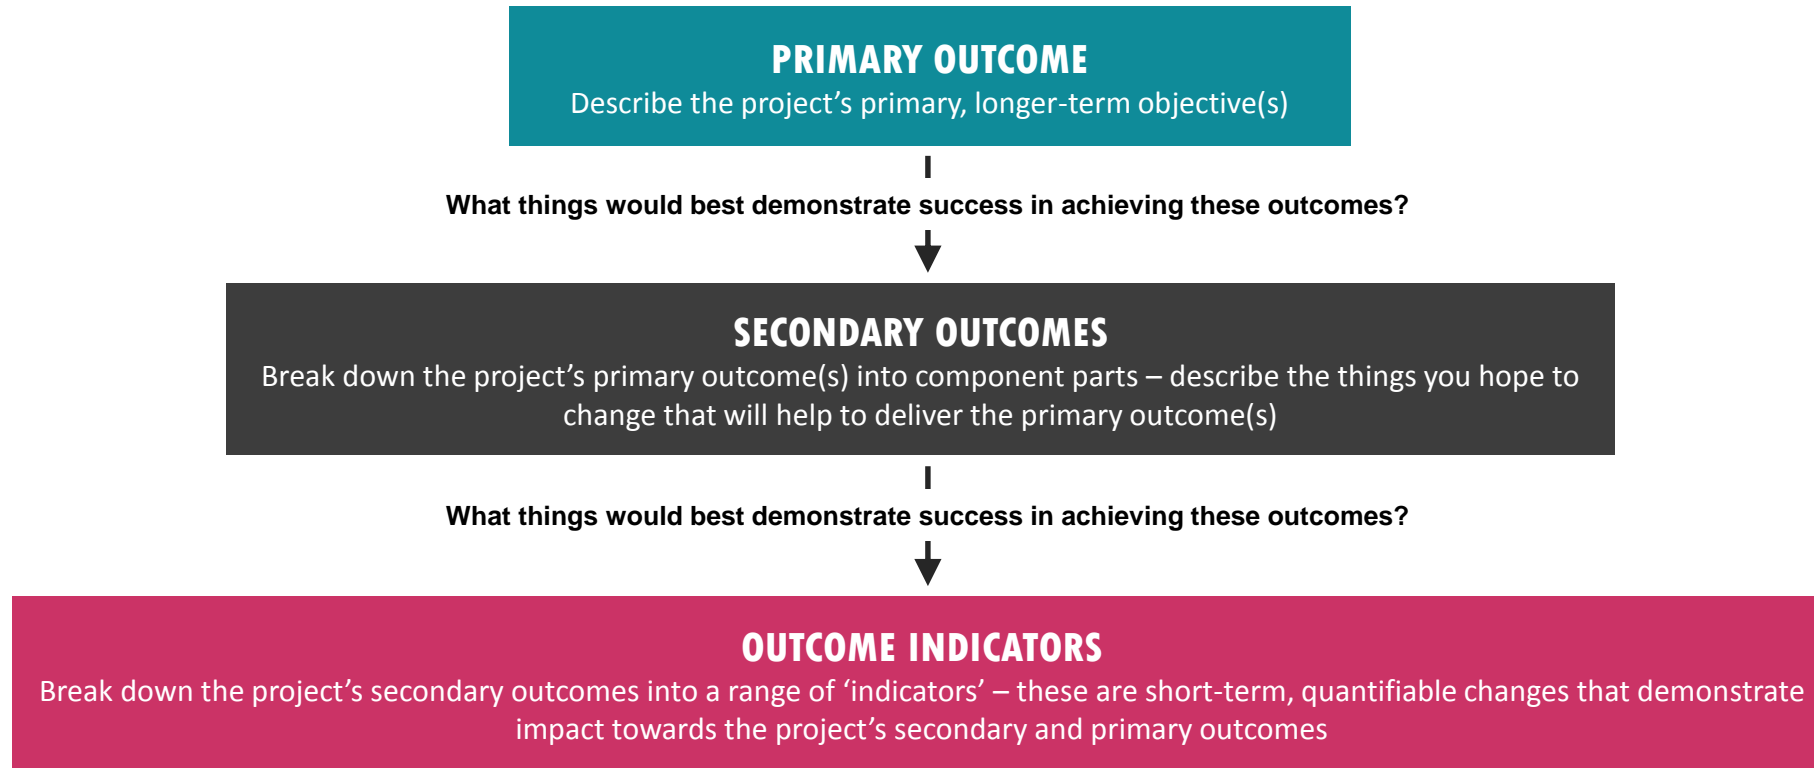 PRIMARY OUTCOME
Describe the project’s primary, longer-term objective(s)
What things would best demonstrate success in achieving these outcomes?
SECONDARY OUTCOMES
Break down the project’s primary outcome(s) into component parts – describe the things you hope to
change that will help to deliver the primary outcome(s)
What things would best demonstrate success in achieving these outcomes?
OUTCOME INDICATORS
Break down the project’s secondary outcomes into a range of ‘indicators’ – these are short-term, quantifiable changes that demonstrate
impact towards the project’s secondary and primary outcomes